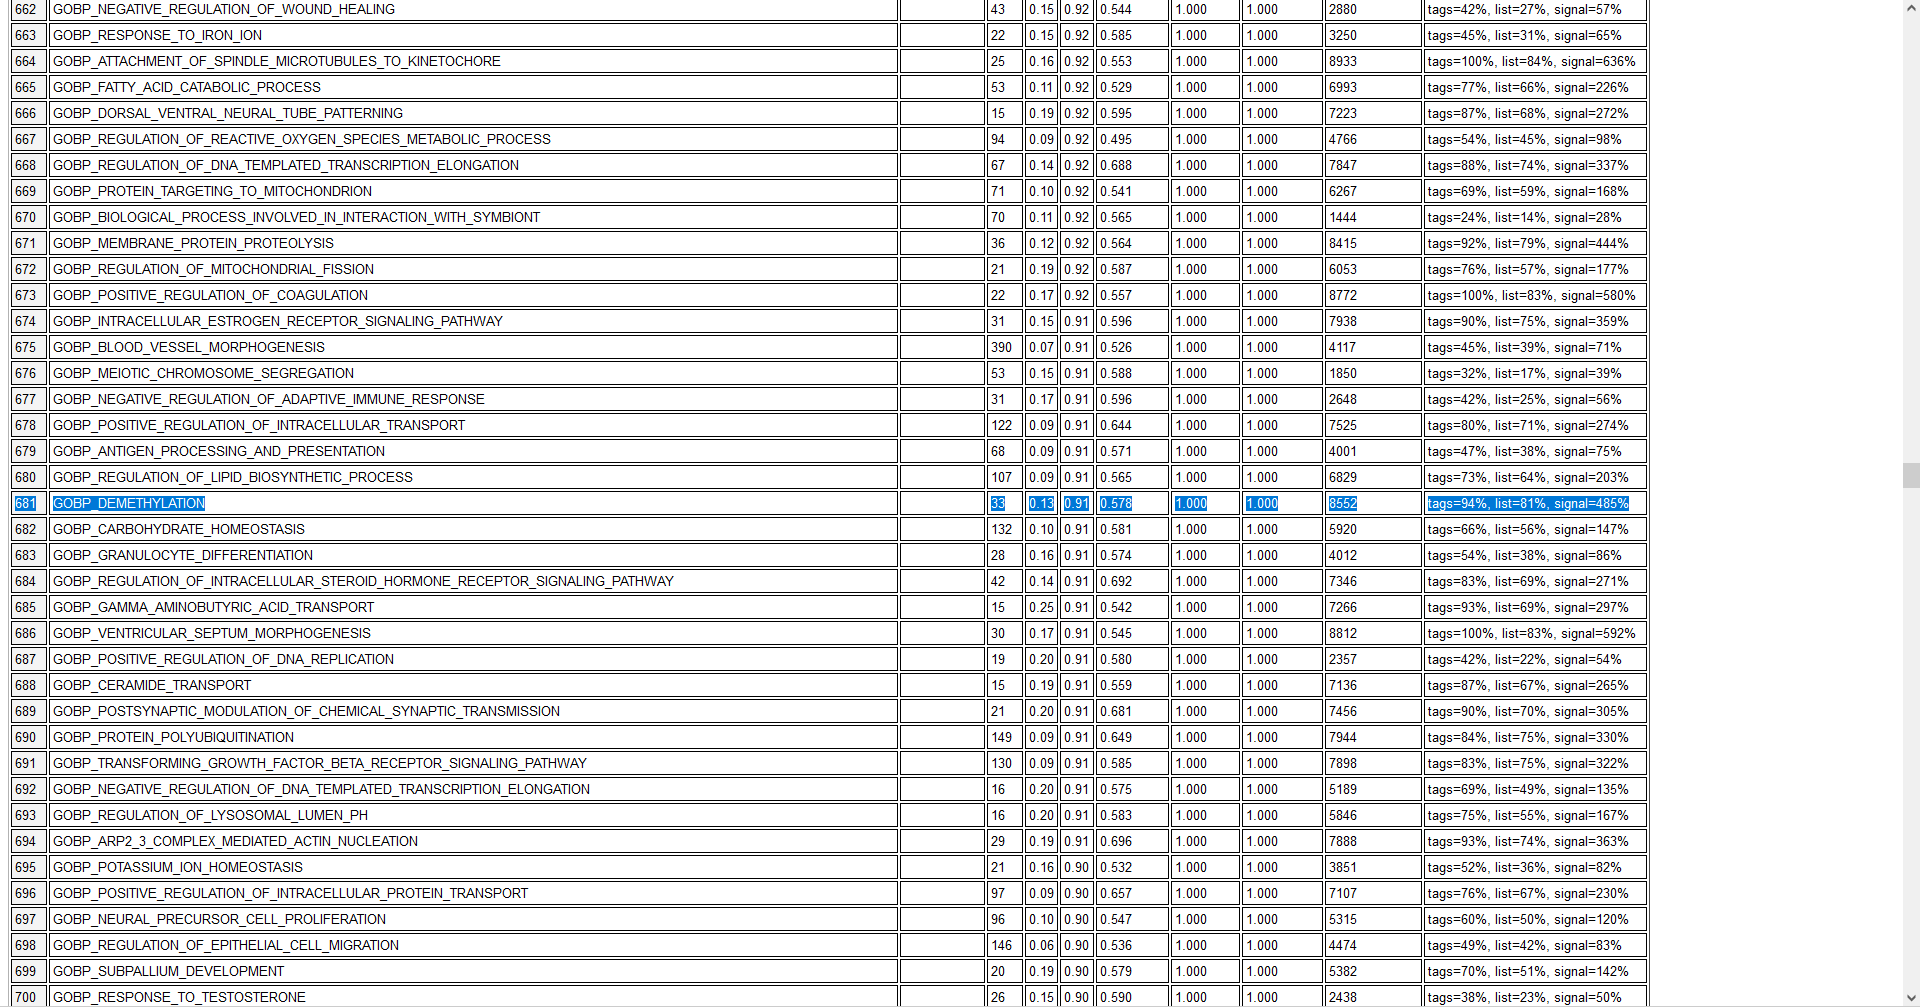 662 GOBP_NEGATIVE_REGULATION_OF_WOUND_HEALING 43 0.15 0.92 0.544 1.000 1.000 2880 tags=42%, list=27%, signal=57%
663 GOBP_RESPONSE_TO_IRON_ION 22 0.15 0.92 0.585 1.000 1.000 3250 tags=45%, list=31%, signal=65%
664 GOBP_ATTACHMENT_OF_SPINDLE_MICROTUBULES_TO_KINETOCHORE 25 0.16 0.92 0.553 1.000 1.000 8933 tags=100%, list=84%, signal=636%
665 GOBP_FATTY_ACID_CATABOLIC_PROCESS 53 0.11 0.92 0.529 1.000 1.000 6993 tags=77%, list=66%, signal=226%
666 GOBP_DORSAL_VENTRAL_NEURAL_TUBE_PATTERNING 15 0.19 0.92 0.595 1.000 1.000 7223 tags=87%, list=68%, signal=272%
667 GOBP_REGULATION_OF_REACTIVE_OXYGEN_SPECIES_METABOLIC_PROCESS 94 0.09 0.92 0.495 1.000 1.000 4766 tags=54%, list=45%, signal=98%
668 GOBP_REGULATION_OF_DNA_TEMPLATED_TRANSCRIPTION_ELONGATION 67 0.14 0.92 0.688 1.000 1.000 7847 tags=88%, list=74%, signal=337%
669 GOBP_PROTEIN_TARGETING_TO_MITOCHONDRION 71 0.10 0.92 0.541 1.000 1.000 6267 tags=69%, list=59%, signal=168%
670 GOBP_BIOLOGICAL_PROCESS_INVOLVED_IN_INTERACTION_WITH_SYMBIONT 70 0.11 0.92 0.565 1.000 1.000 1444 tags=24%, list=14%, signal=28%
671 GOBP_MEMBRANE_PROTEIN_PROTEOLYSIS 36 0.12 0.92 0.564 1.000 1.000 8415 tags=92%, list=79%, signal=444%
672 GOBP_REGULATION_OF_MITOCHONDRIAL_FISSION 21 0.19 0.92 0.587 1.000 1.000 6053 tags=76%, list=57%, signal=177%
673 GOBP_POSITIVE_REGULATION_OF_COAGULATION 22 0.17 0.92 0.557 1.000 1.000 8772 tags=100%, list=83%, signal=580%
674 GOBP_INTRACELLULAR_ESTROGEN_RECEPTOR_SIGNALING_PATHWAY 31 0.15 0.91 0.596 1.000 1.000 7938 tags=90%, list=75%, signal=359%
675 GOBP_BLOOD_VESSEL_MORPHOGENESIS 390 0.07 0.91 0.526 1.000 1.000 4117 tags=45%, list=39%, signal=71%
676 GOBP_MEIOTIC_CHROMOSOME_SEGREGATION 53 0.15 0.91 0.588 1.000 1.000 1850 tags=32%, list=17%, signal=39%
677 GOBP_NEGATIVE_REGULATION_OF_ADAPTIVE_IMMUNE_RESPONSE 31 0.17 0.91 0.596 1.000 1.000 2648 tags=42%, list=25%, signal=56%
678 GOBP_POSITIVE_REGULATION_OF_INTRACELLULAR_TRANSPORT 122 0.09 0.91 0.644 1.000 1.000 7525 tags=80%, list=71%, signal=274%
679 GOBP_ANTIGEN_PROCESSING_AND_PRESENTATION 68 0.09 0.91 0.571 1.000 1.000 4001 tags=47%, list=38%, signal=75%
680 GOBP_REGULATION_OF_LIPID_BIOSYNTHETIC_PROCESS 107 0.09 0.91 0.565 1.000 1.000 6829 tags=73%, list=64%, signal=203%
681 GOBP_DEMETHYLATION 33 0.13 0.91 0.578 1.000 1.000 8552 tags=94%, list=81%, signal=485%
682 GOBP_CARBOHYDRATE_HOMEOSTASIS 132 0.10 0.91 0.581 1.000 1.000 5920 tags=66%, list=56%, signal=147%
683 GOBP_GRANULOCYTE_DIFFERENTIATION 28 0.16 0.91 0.574 1.000 1.000 4012 tags=54%, list=38%, signal=86%
684 GOBP_REGULATION_OF_INTRACELLULAR_STEROID_HORMONE_RECEPTOR_SIGNALING_PATHWAY 42 0.14 0.91 0.692 1.000 1.000 7346 tags=83%, list=69%, signal=271%
685 GOBP_GAMMA_AMINOBUTYRIC_ACID_TRANSPORT 15 0.25 0.91 0.542 1.000 1.000 7266 tags=93%, list=69%, signal=297%
686 GOBP_VENTRICULAR_SEPTUM_MORPHOGENESIS 30 0.17 0.91 0.545 1.000 1.000 8812 tags=100%, list=83%, signal=592%
687 GOBP_POSITIVE_REGULATION_OF_DNA_REPLICATION 19 0.20 0.91 0.580 1.000 1.000 2357 tags=42%, list=22%, signal=54%
688 GOBP_CERAMIDE_TRANSPORT 15 0.19 0.91 0.559 1.000 1.000 7136 tags=87%, list=67%, signal=265%
689 GOBP_POSTSYNAPTIC_MODULATION_OF_CHEMICAL_SYNAPTIC_TRANSMISSION 21 0.20 0.91 0.681 1.000 1.000 7456 tags=90%, list=70%, signal=305%
690 GOBP_PROTEIN_POLYUBIQUITINATION 149 0.09 0.91 0.649 1.000 1.000 7944 tags=84%, list=75%, signal=330%
691 GOBP_TRANSFORMING_GROWTH_FACTOR_BETA_RECEPTOR_SIGNALING_PATHWAY 130 0.09 0.91 0.585 1.000 1.000 7898 tags=83%, list=75%, signal=322%
692 GOBP_NEGATIVE_REGULATION_OF_DNA_TEMPLATED_TRANSCRIPTION_ELONGATION 16 0.20 0.91 0.575 1.000 1.000 5189 tags=69%, list=49%, signal=135%
693 GOBP_REGULATION_OF_LYSOSOMAL_LUMEN_PH 16 0.20 0.91 0.583 1.000 1.000 5846 tags=75%, list=55%, signal=167%
694 GOBP_ARP2_3_COMPLEX_MEDIATED_ACTIN_NUCLEATION 29 0.19 0.91 0.696 1.000 1.000 7888 tags=93%, list=74%, signal=363%
695 GOBP_POTASSIUM_ION_HOMEOSTASIS 21 0.16 0.90 0.532 1.000 1.000 3851 tags=52%, list=36%, signal=82%
696 GOBP_POSITIVE_REGULATION_OF_INTRACELLULAR_PROTEIN_TRANSPORT 97 0.09 0.90 0.657 1.000 1.000 7107 tags=76%, list=67%, signal=230%
697 GOBP_NEURAL_PRECURSOR_CELL_PROLIFERATION 96 0.10 0.90 0.547 1.000 1.000 5315 tags=60%, list=50%, signal=120%
698 GOBP_REGULATION_OF_EPITHELIAL_CELL_MIGRATION 146 0.06 0.90 0.536 1.000 1.000 4474 tags=49%, list=42%, signal=83%
699 GOBP_SUBPALLIUM_DEVELOPMENT 20 0.19 0.90 0.579 1.000 1.000 5382 tags=70%, list=51%, signal=142%
700 GOBP_RESPONSE_TO_TESTOSTERONE 26 0.15 0.90 0.590 1.000 1.000 2438 tags=38%, list=23%, signal=50%